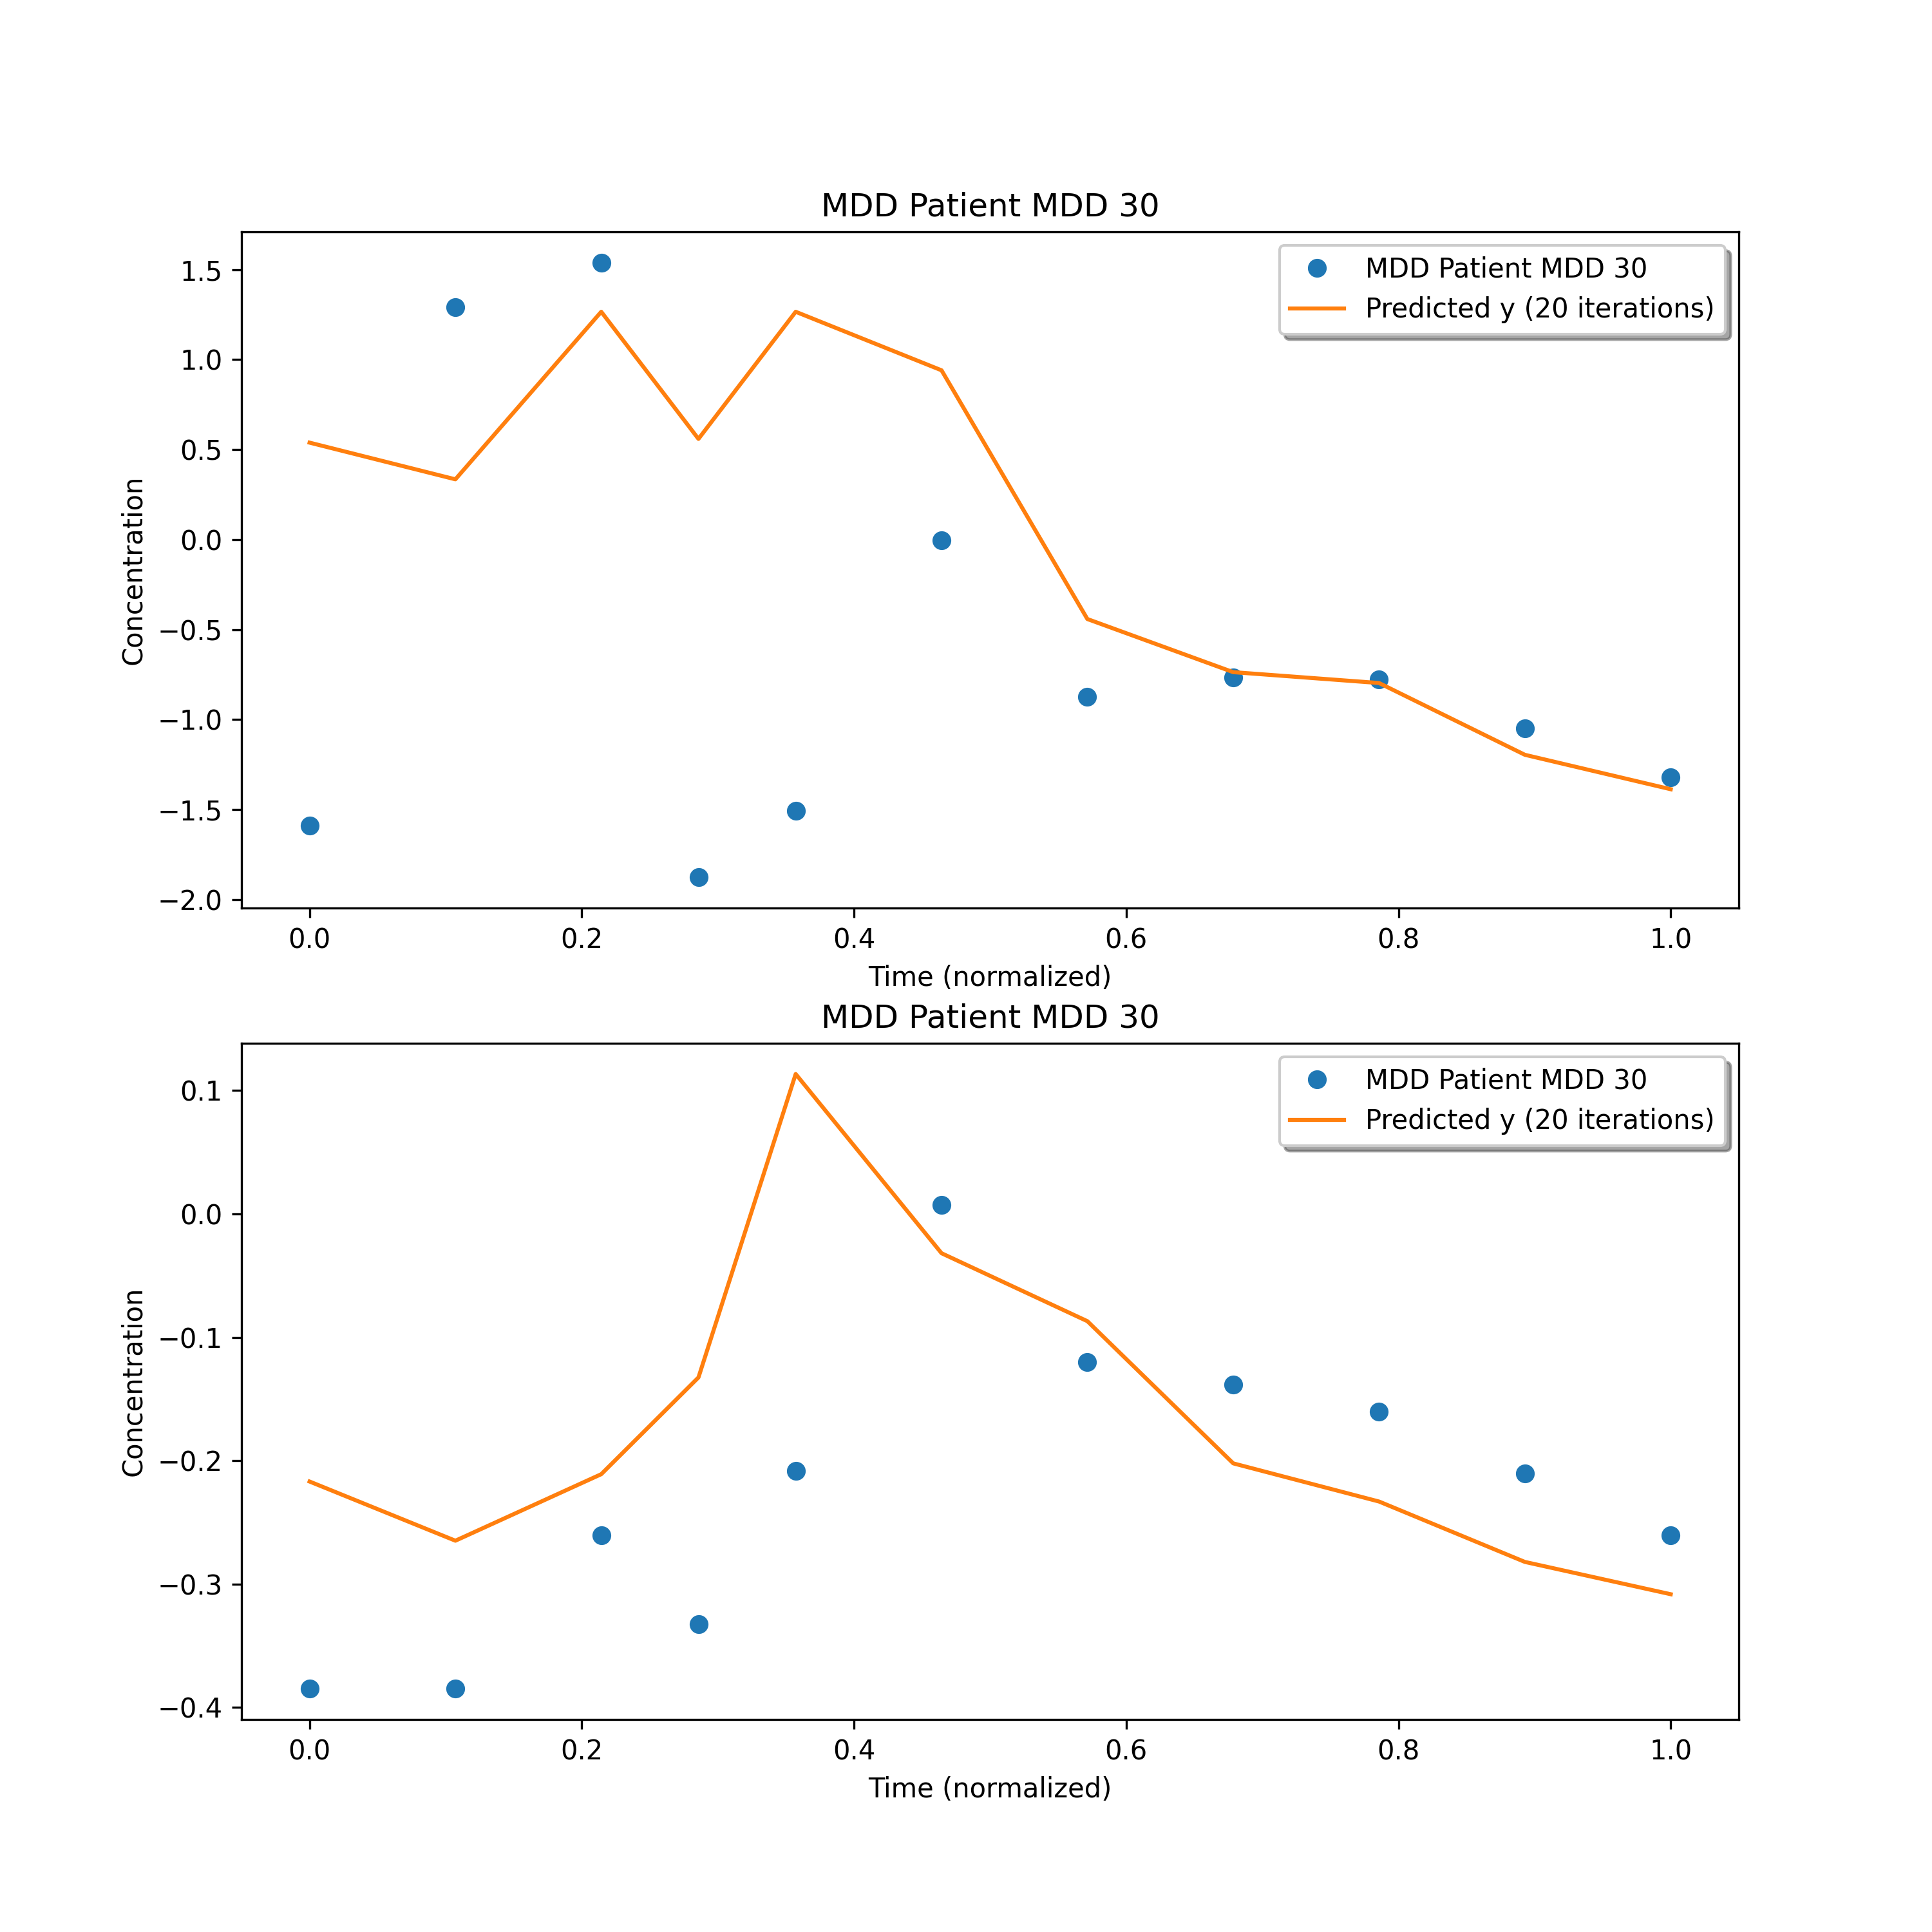 MDD Patient MDD 30
MDD Patient MDD 30
Predicted y (20 iterations)
Concentration
1.5
1.0
0.5
0.0
−0.5
−1.0
−1.5
−2.0
0.0 0.2 0.4 0.6 0.8 1.0
Time (normalized)
MDD Patient MDD 30
MDD Patient MDD 30
Predicted y (20 iterations)
Concentration
0.1
0.0
−0.1
−0.2
−0.3
−0.4
0.0 0.2 0.4 0.6 0.8 1.0
Time (normalized)